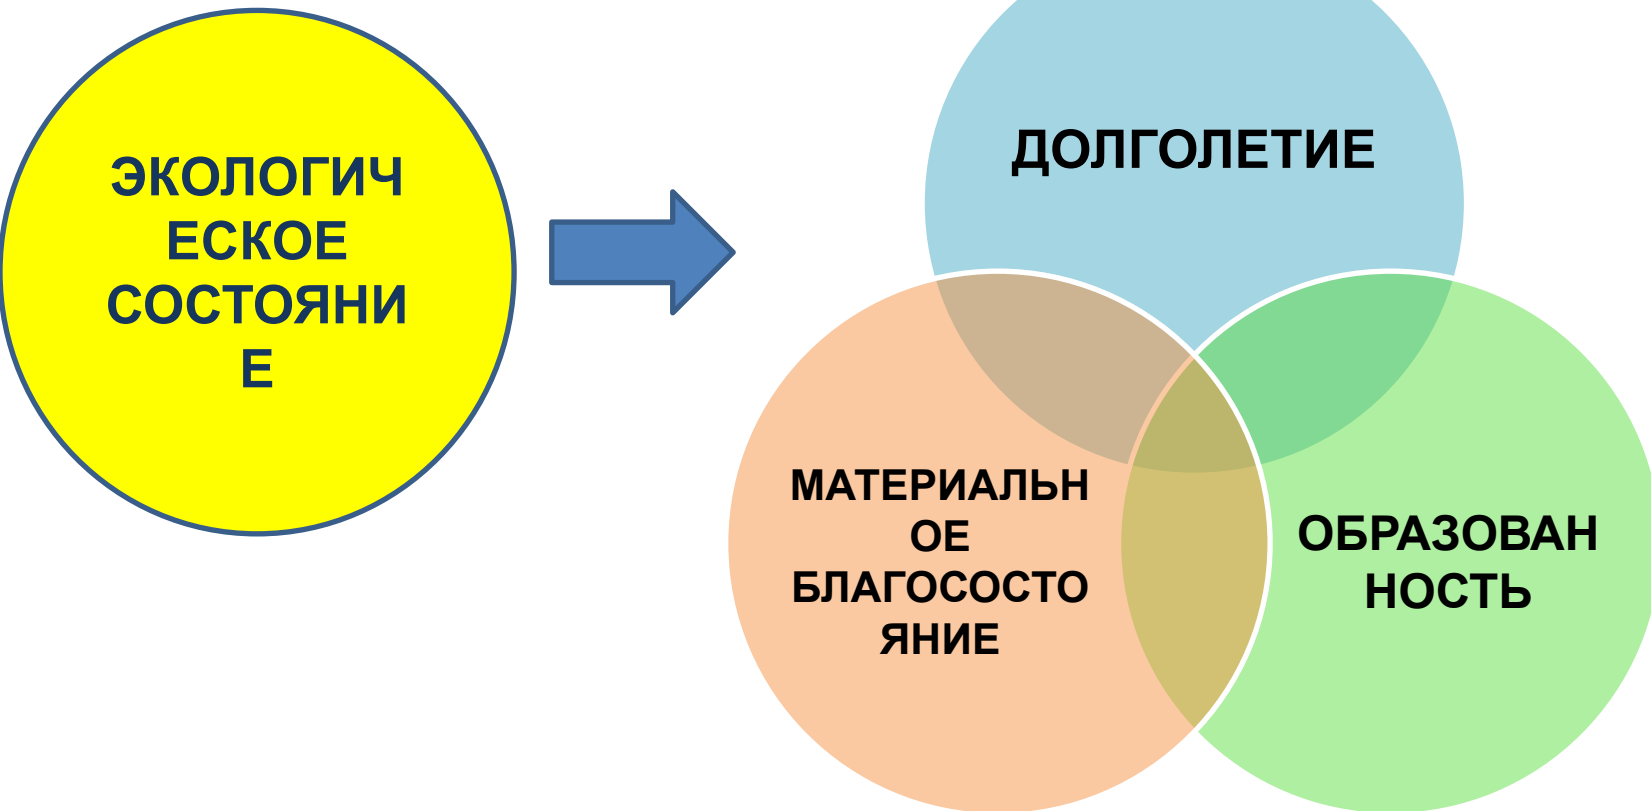 ЭКОЛОГИЧ
ЕСКОЕ
СОСТОЯНИ
Е
ДОЛГОЛЕТИЕ
МАТЕРИАЛЬН
ОЕ
БЛАГОСОСТО
ЯНИЕ
ОБРАЗОВАН
НОСТЬ